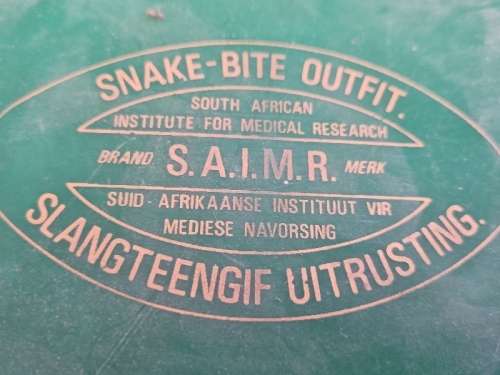 SNAKE-BITE OUTFIT.
SOUTH AFRICAN
INSTITUTE FOR MEDICAL RESEARCH
BRAND S.A.I.M.R. MERK
SUID-AFRIKAANSE INSTITUUT VIR
MEDIESE NAVORSING
SLANGTEENGIF UITRUSTING.